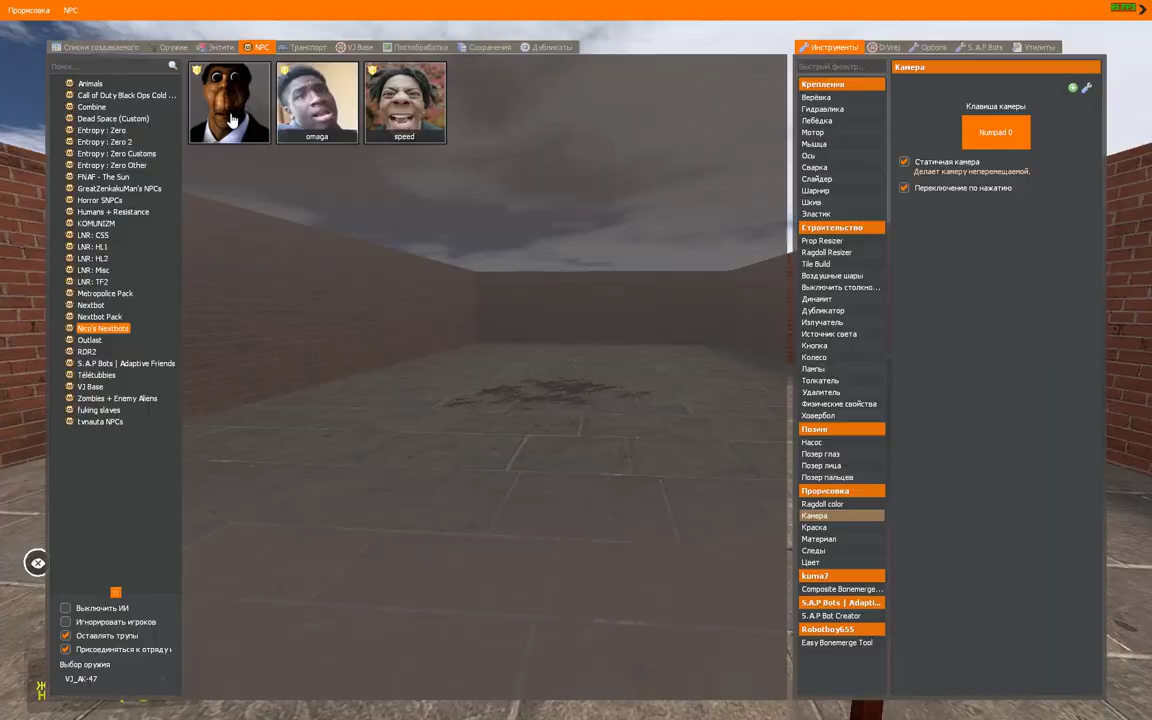 Прорисовка NPC
93 FPS
Списки создаваемого Оружие Энтити NPC Транспорт VJ Base Постобработка Сохранения Дубликаты
Поиск...
Animals
Call of Duty Black Ops Cold ...
Combine
Dead Space (Custom)
Entropy : Zero
Entropy : Zero 2
Entropy : Zero Customs
Entropy : Zero Other
FNAF - The Sun
GreatZenkakuMan's NPCs
Horror SNPCs
Humans + Resistance
KOMUNIZM
LNR: CSS
LNR: HL1
LNR: HL2
LNR: Misc
LNR: TF2
Metropolice Pack
Nextbot
Nextbot Pack
Nico's Nextbots
Outlast
RDR2
S.A.P Bots | Adaptive Friends
Télétubbies
VJ Base
Zombies + Enemy Aliens
fuking slaves
tvnauta NPCs
Выключить ИИ
Игнорировать игроков
Оставлять трупы
Присоединяться к отряду и
Выбор оружия
VJ_AK-47
omaga
speed
Инструменты DrVrej Options S.A.P Bots Утилиты
Быстрый фильтр...
Крепления
Верёвка
Гидравлика
Лебёдка
Мотор
Мышца
Ось
Сварка
Слайдер
Шарнир
Шкив
Эластик
Строительство
Prop Resizer
Ragdoll Resizer
Tile Build
Воздушные шары
Выключить столкно...
Динамит
Дубликатор
Излучатель
Источник света
Кнопка
Колесо
Лампы
Толкатель
Удалитель
Физические свойства
Ховербол
Позинг
Насос
Позер глаз
Позер лица
Позер пальцев
Прорисовка
Ragdoll color
Камера
Краска
Материал
Следы
Цвет
kuma7
Composite Bonemerge...
S.A.P Bots | Adapti...
S.A.P Bot Creator
Robotboy655
Easy Bonemerge Tool
Камера
Клавиша камеры
Numpad 0
Статичная камера
Делает камеру неперемещаемой.
Переключение по нажатию